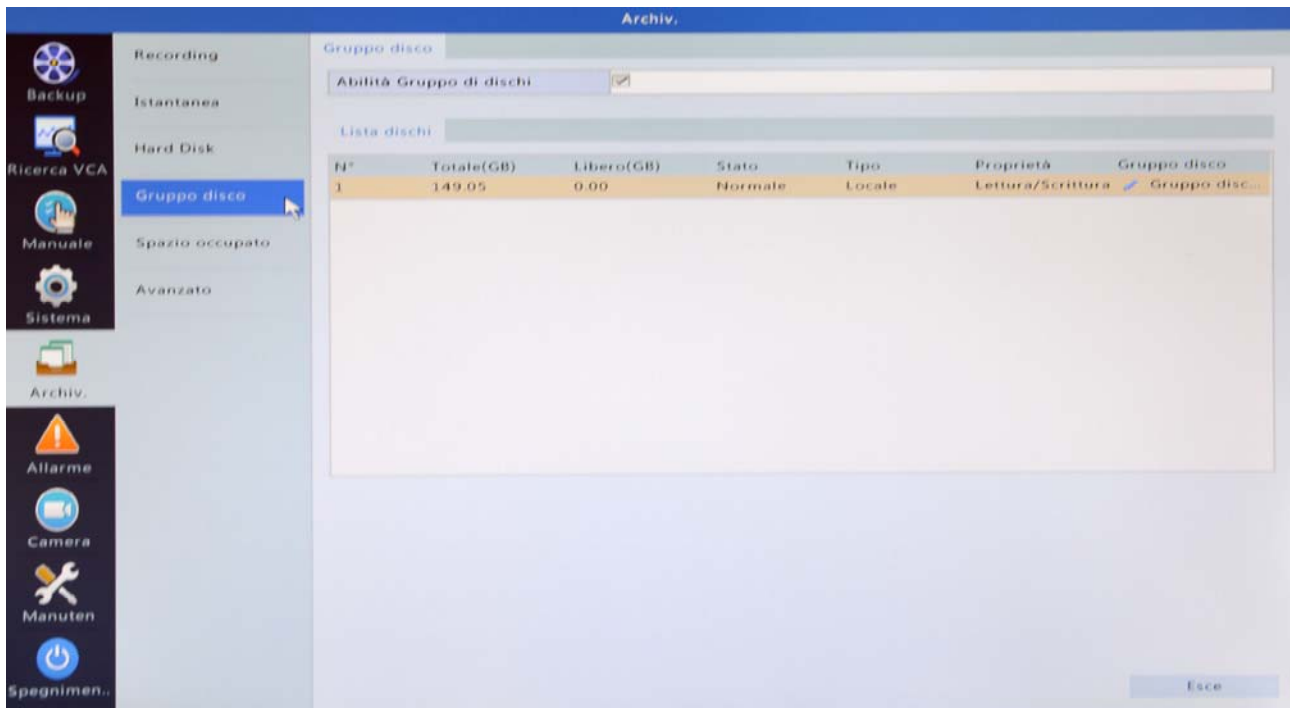 Archiv.
Backup
Ricerca VCA
Manuale
Sistema
Archiv.
Allarme
Camera
Manuten
Spegnimen..
Recording
Istantanea
Hard Disk
Gruppo disco
Spazio occupato
Avanzato
Gruppo disco
Abilità Gruppo di dischi
Lista dischi
N° Totale(GB) Libero(GB) Stato Tipo Proprietà Gruppo disco
1 149.05 0.00 Normale Locale Lettura/Scrittura Gruppo disc...
Esce